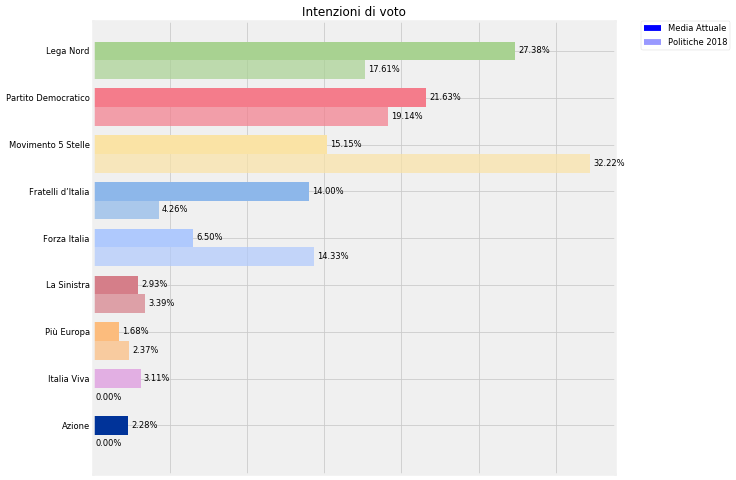 Intenzioni di voto
Media Attuale
Politiche 2018
Lega Nord
27.38%
17.61%
Partito Democratico
21.63%
19.14%
Movimento 5 Stelle
15.15%
32.22%
Fratelli d’Italia
14.00%
4.26%
Forza Italia
6.50%
14.33%
La Sinistra
2.93%
3.39%
Più Europa
1.68%
2.37%
Italia Viva
3.11%
0.00%
Azione
2.28%
0.00%